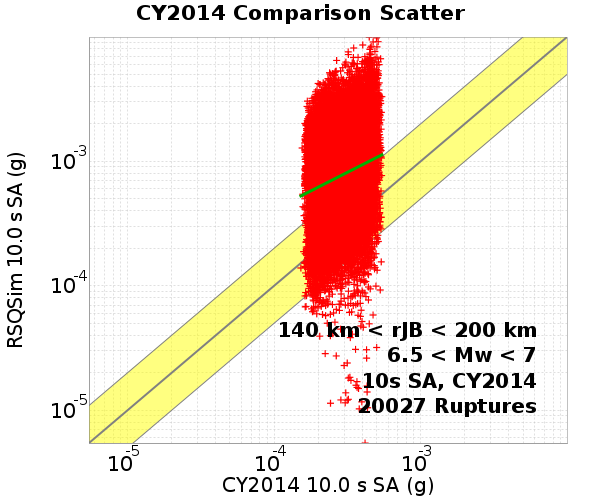 CY2014 Comparison Scatter
RSQSim 10.0 s SA (g)
10-3
10-4
10-5
140 km < rJB < 200 km
6.5 < Mw < 7
10s SA, CY2014
20027 Ruptures
10-5
10-4
10-3
CY2014 10.0 s SA (g)